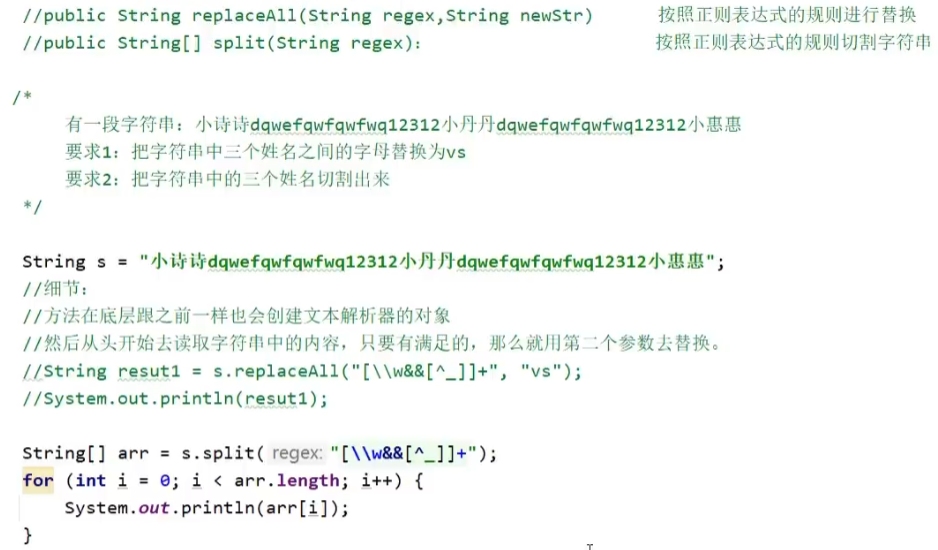 //public String replaceAll(String regex,String newStr) 按照正则表达式的规则进行替换
//public String[] split(String regex): 按照正则表达式的规则切割字符串
/*
有一段字符串：小诗诗dqwefqwfqwfwq12312小丹丹dqwefqwfqwfwq12312小惠惠
要求1：把字符串中三个姓名之间的字母替换为vs
要求2：把字符串中的三个姓名切割出来
*/
String s = "小诗诗dqwefqwfqwfwq12312小丹丹dqwefqwfqwfwq12312小惠惠";
//细节：
//方法在底层跟之前一样也会创建文本解析器的对象
//然后从头开始去读取字符串中的内容，只要有满足的，那么就用第二个参数去替换。
//String resut1 = s.replaceAll("[\\w&&[^_]]+", "vs");
//System.out.println(resut1);
String[] arr = s.split( regex: "[\\w&&[^_]]+");
for (int i = 0; i < arr.length; i++) {
System.out.println(arr[i]);
}